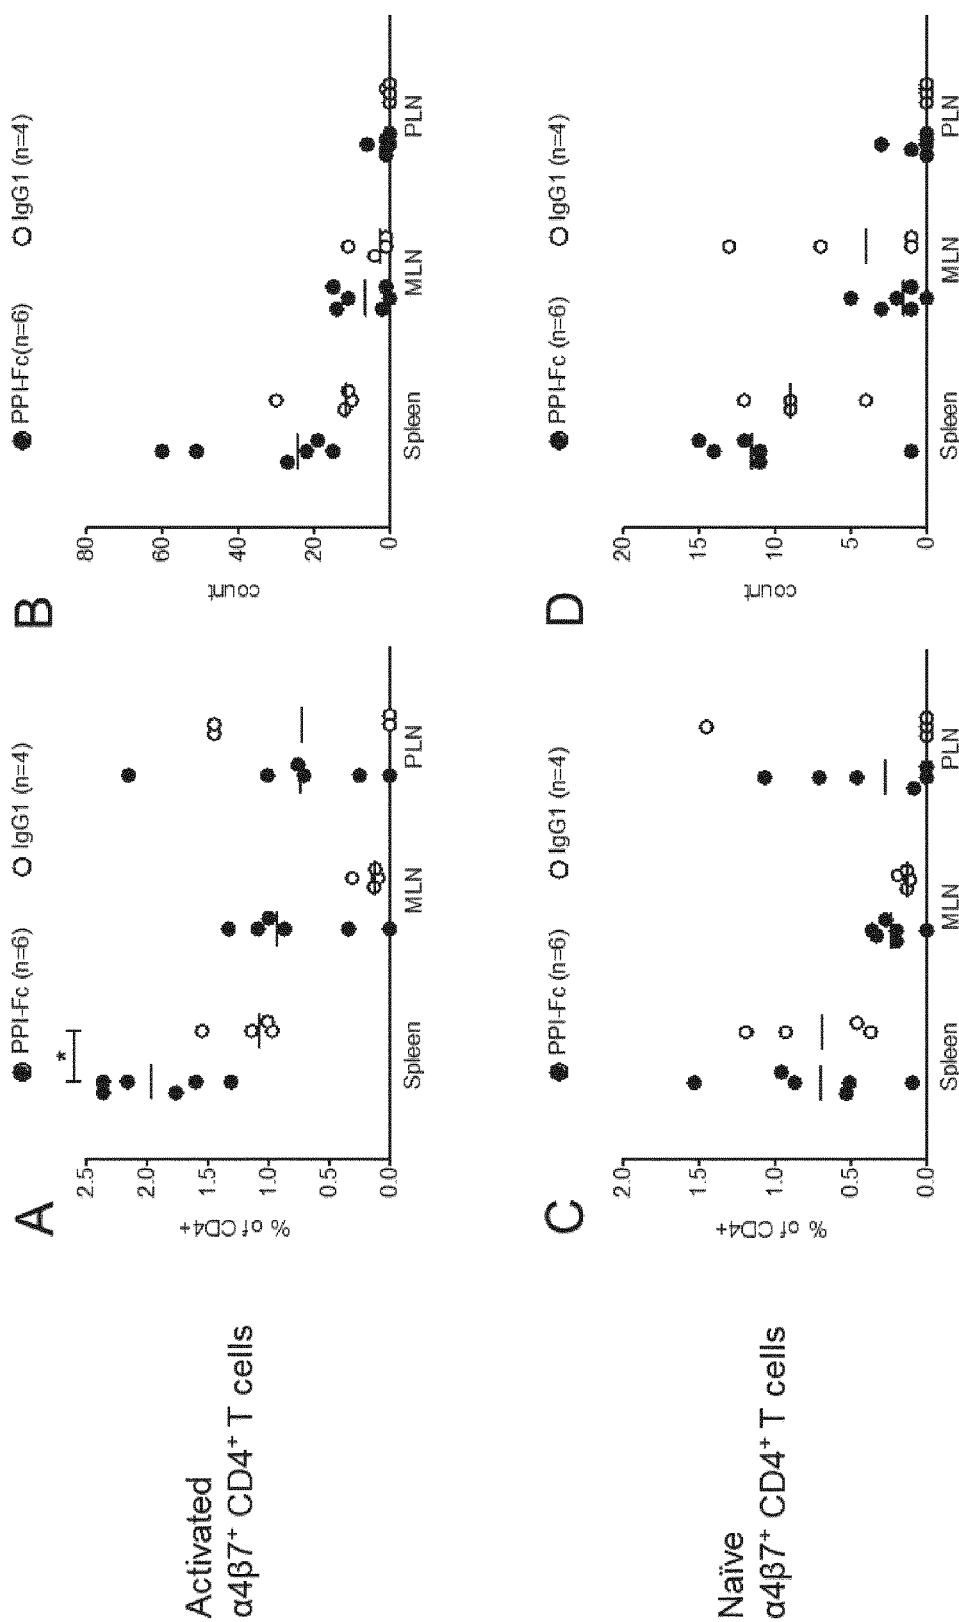 Activated
α4β7⁺ CD4⁺ T cells
A
● PPI-Fc (n=6) ○ IgG1 (n=4)
*
% of CD4+
2.5
2.0
1.5
1.0
0.5
0.0
Spleen MLN PLN
B
● PPI-Fc(n=6) ○ IgG1 (n=4)
count
80
60
40
20
0
Spleen MLN PLN
Naïve
α4β7⁺ CD4⁺ T cells
C
● PPI-Fc (n=6) ○ IgG1 (n=4)
% of CD4+
2.0
1.5
1.0
0.5
0.0
Spleen MLN PLN
D
● PPI-Fc (n=6) ○ IgG1 (n=4)
count
20
15
10
5
0
Spleen MLN PLN